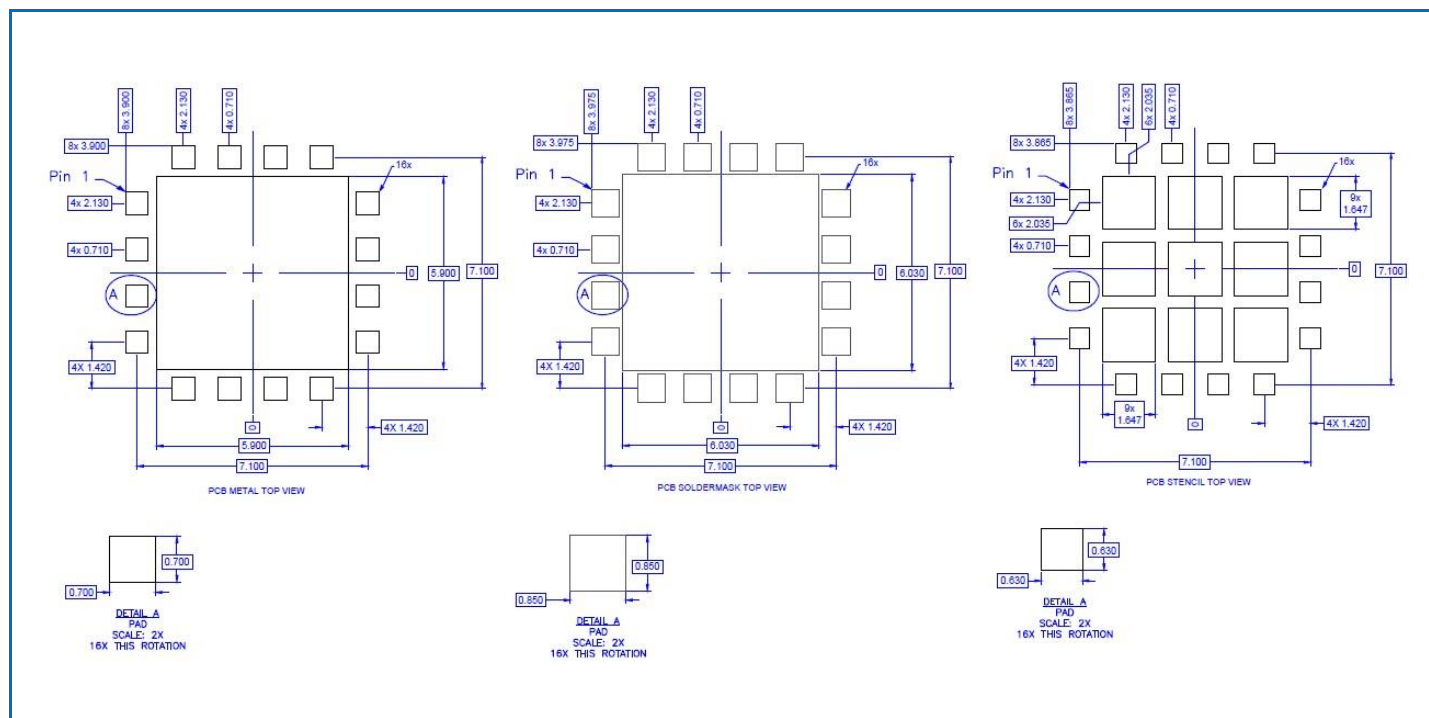 8x 3.900
4x 2.130
4x 0.710
8x 3.900
Pin 1
16x
4x 2.130
4x 0.710
A
0
5.900
7.100
4X 1.420
0
4X 1.420
5.900
7.100
PCB METAL TOP VIEW
0.700
0.700
DETAIL A
PAD
SCALE: 2X
16X THIS ROTATION
8x 3.975
4x 2.130
4x 0.710
8x 3.975
Pin 1
16x
4x 2.130
4x 0.710
A
0
6.030
7.100
4X 1.420
0
4X 1.420
6.030
7.100
PCB SOLDERMASK TOP VIEW
0.850
0.850
DETAIL A
PAD
SCALE: 2X
16X THIS ROTATION
8x 3.865
4x 2.130
6x 2.035
4x 0.710
8x 3.865
Pin 1
16x
4x 2.130
9x
1.647
6x 2.035
4x 0.710
A
0
7.100
4X 1.420
9x
1.647
0
4X 1.420
7.100
PCB STENCIL TOP VIEW
0.630
0.630
DETAIL A
PAD
SCALE: 2X
16X THIS ROTATION